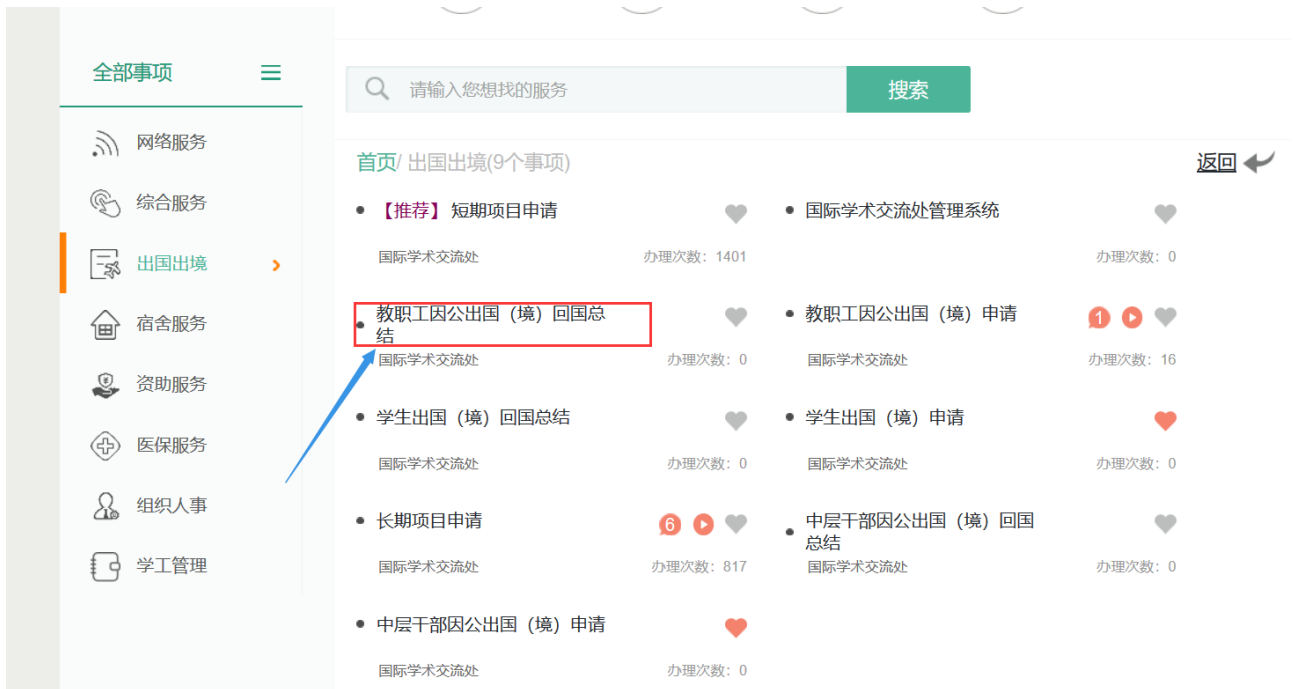 全部事项
请输入您想找的服务
搜索
网络服务
综合服务
出国出境
宿舍服务
资助服务
医保服务
组织人事
学工管理
首页/ 出国出境(9个事项)
返回
【推荐】短期项目申请
国际学术交流处 办理次数：1401
国际学术交流处管理系统
办理次数：0
教职工因公出国（境）回国总
结
国际学术交流处 办理次数：0
教职工因公出国（境）申请 1
国际学术交流处 办理次数：16
学生出国（境）回国总结
国际学术交流处 办理次数：0
学生出国（境）申请
国际学术交流处 办理次数：0
长期项目申请 6
国际学术交流处 办理次数：817
中层干部因公出国（境）回国
总结
国际学术交流处 办理次数：0
中层干部因公出国（境）申请
国际学术交流处 办理次数：0